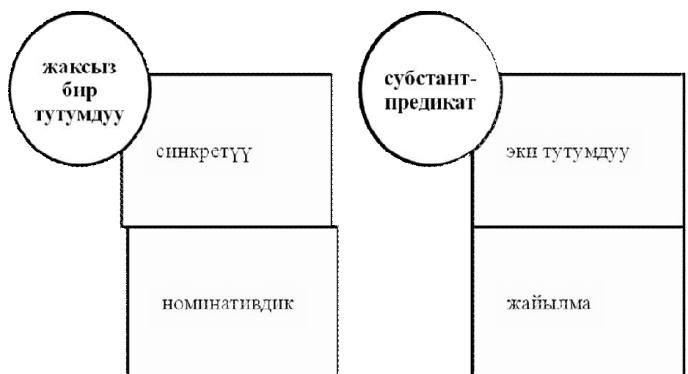 жаксыз
бир
тутумдуу
синкретүү
номинативдик
субстант-
предикат
эки тутумдуу
жайылма